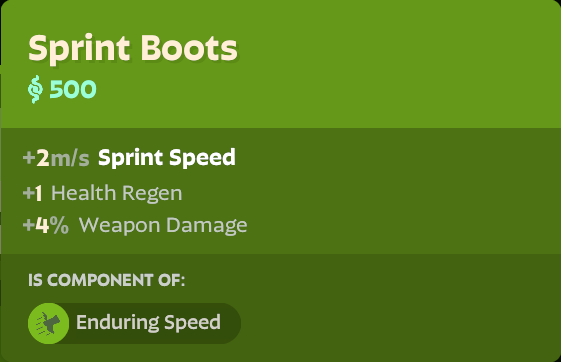 Sprint Boots
500
+2m/s Sprint Speed
+1 Health Regen
+4% Weapon Damage
IS COMPONENT OF:
Enduring Speed